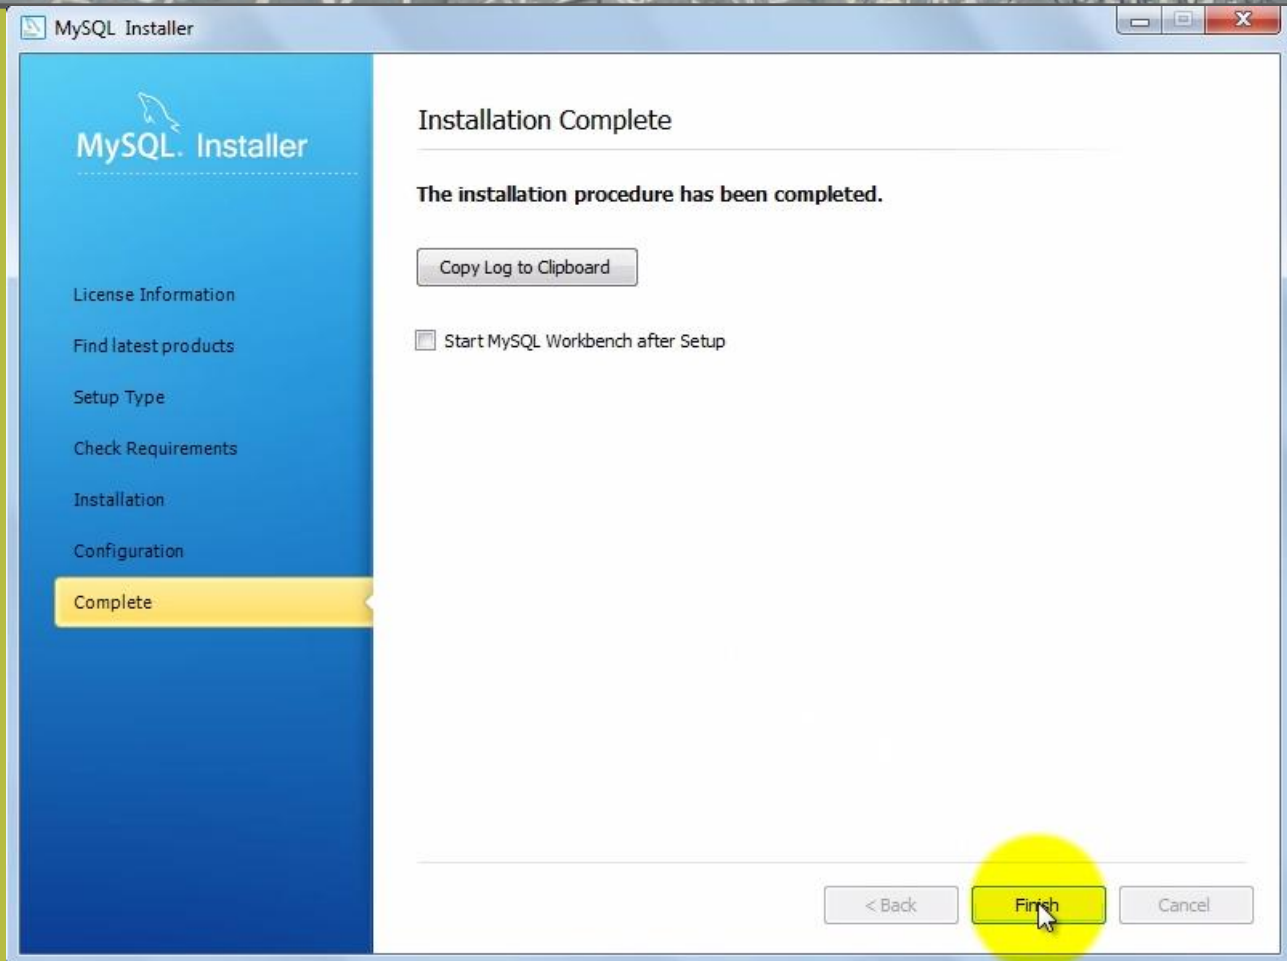 MySQL Installer
MySQL. Installer
License Information
Find latest products
Setup Type
Check Requirements
Installation
Configuration
Complete
Installation Complete
The installation procedure has been completed.
Copy Log to Clipboard
Start MySQL Workbench after Setup
< Back
Finish
Cancel